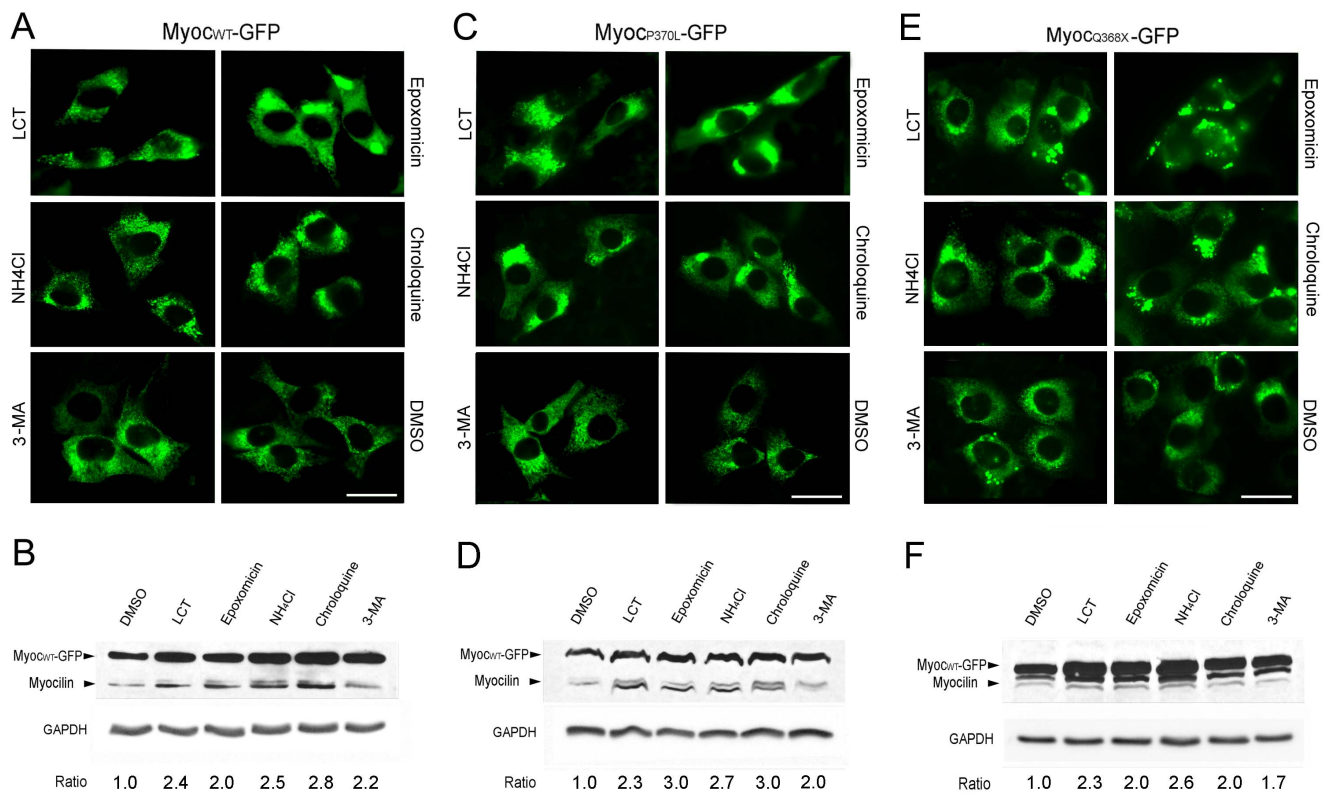 A
MyocWT-GFP
LCT
Epoxomicin
NH4Cl
Chroloquine
3-MA
DMSO
C
MyocP370L-GFP
LCT
Epoxomicin
NH4Cl
Chroloquine
3-MA
DMSO
E
MyocQ368X-GFP
LCT
Epoxomicin
NH4Cl
Chroloquine
3-MA
DMSO
B
DMSO LCT Epoxomicin NH4Cl Chroloquine 3-MA
MyocWT-GFP
Myocilin
GAPDH
Ratio 1.0 2.4 2.0 2.5 2.8 2.2
D
DMSO LCT Epoxomicin NH4Cl Chroloquine 3-MA
MyocWT-GFP
Myocilin
GAPDH
Ratio 1.0 2.3 3.0 2.7 3.0 2.0
F
DMSO LCT Epoxomicin NH4Cl Chroloquine 3-MA
MyocWT-GFP
Myocilin
GAPDH
Ratio 1.0 2.3 2.0 2.6 2.0 1.7